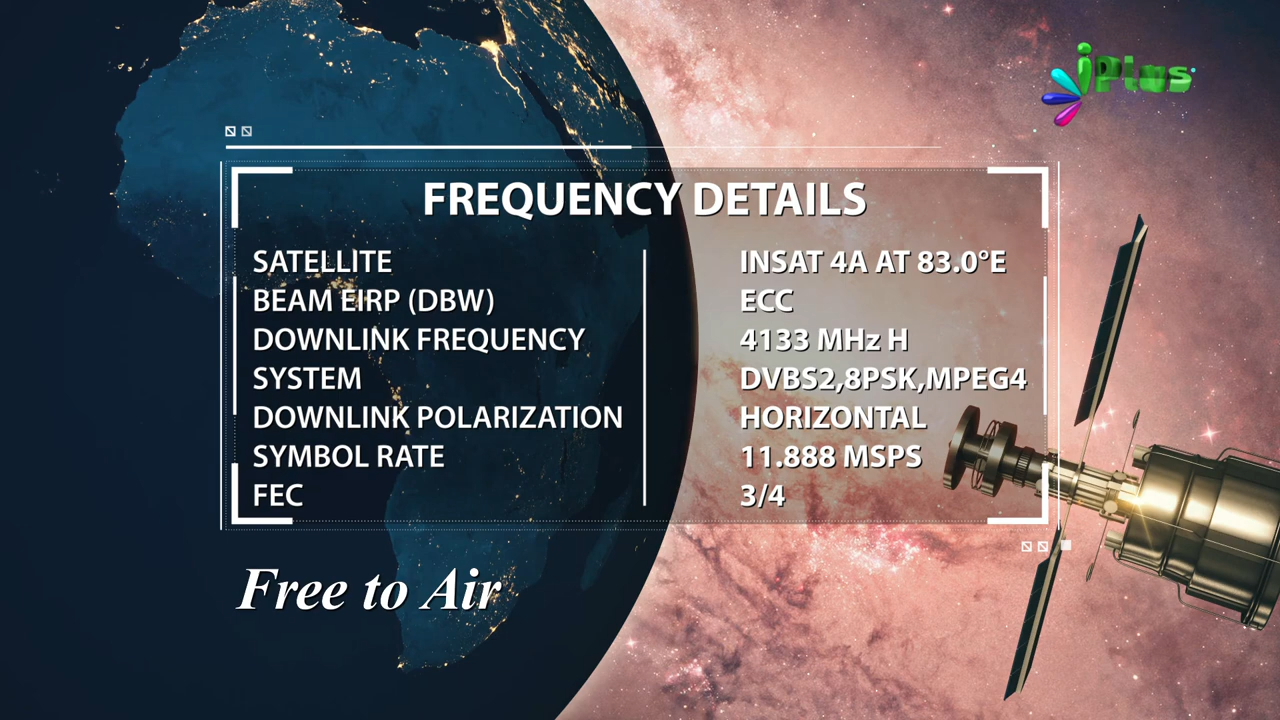 iPlus
FREQUENCY DETAILS
SATELLITE INSAT 4A AT 83.0°E
BEAM EIRP (DBW) ECC
DOWNLINK FREQUENCY 4133 MHz H
SYSTEM DVBS2,8PSK,MPEG4
DOWNLINK POLARIZATION HORIZONTAL
SYMBOL RATE 11.888 MSPS
FEC 3/4
Free to Air